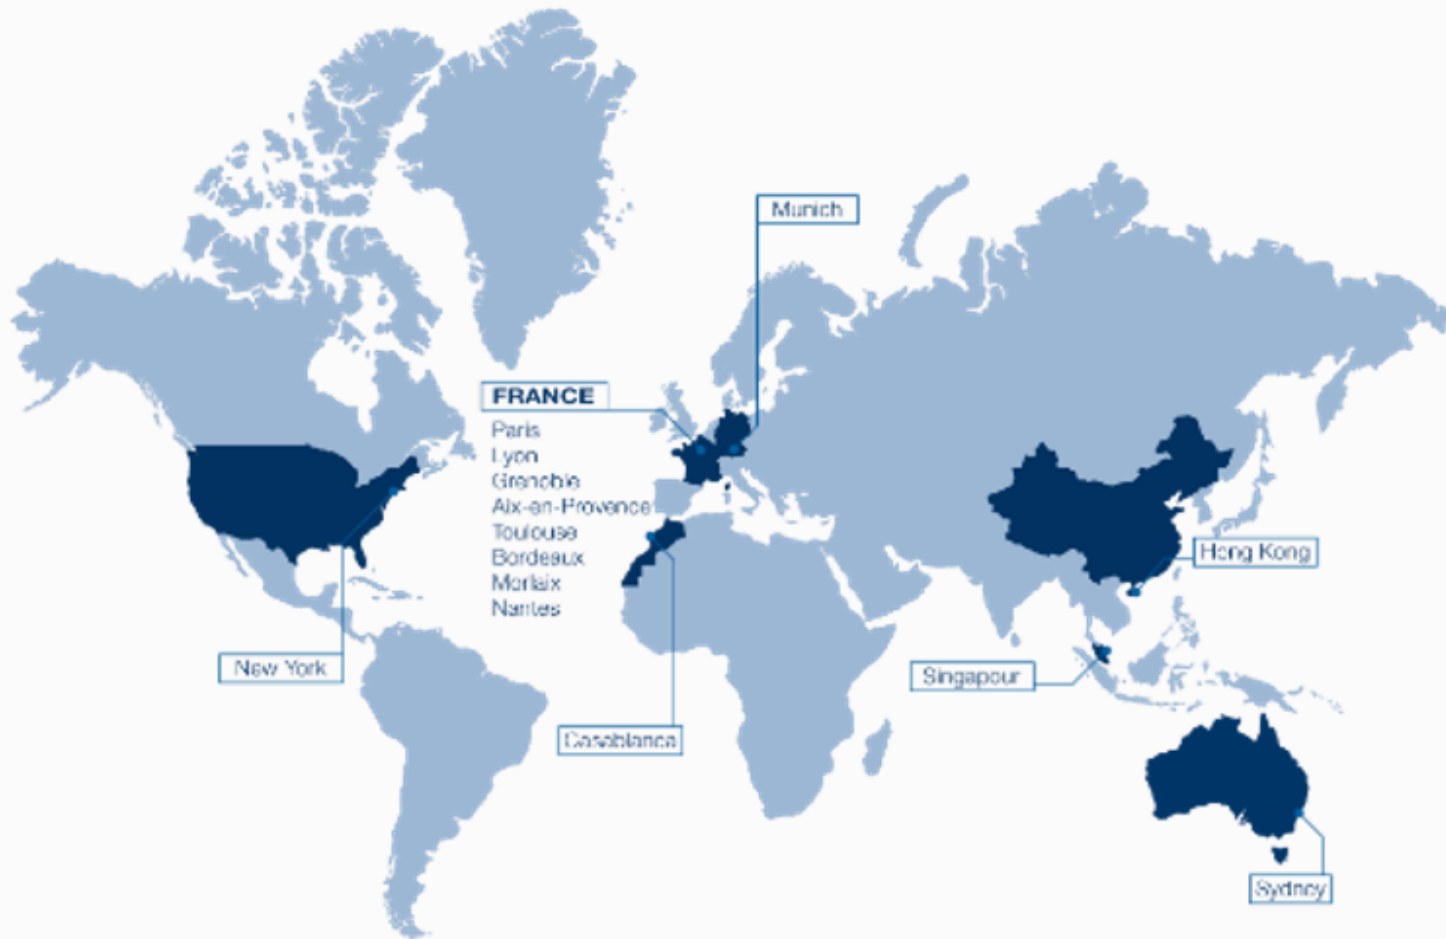 Munich
FRANCE
Paris
Lyon
Grenoble
Aix-en-Provence
Toulouse
Bordeaux
Morlaix
Nantes
Hong Kong
New York
Singapour
Casablanca
Sydney